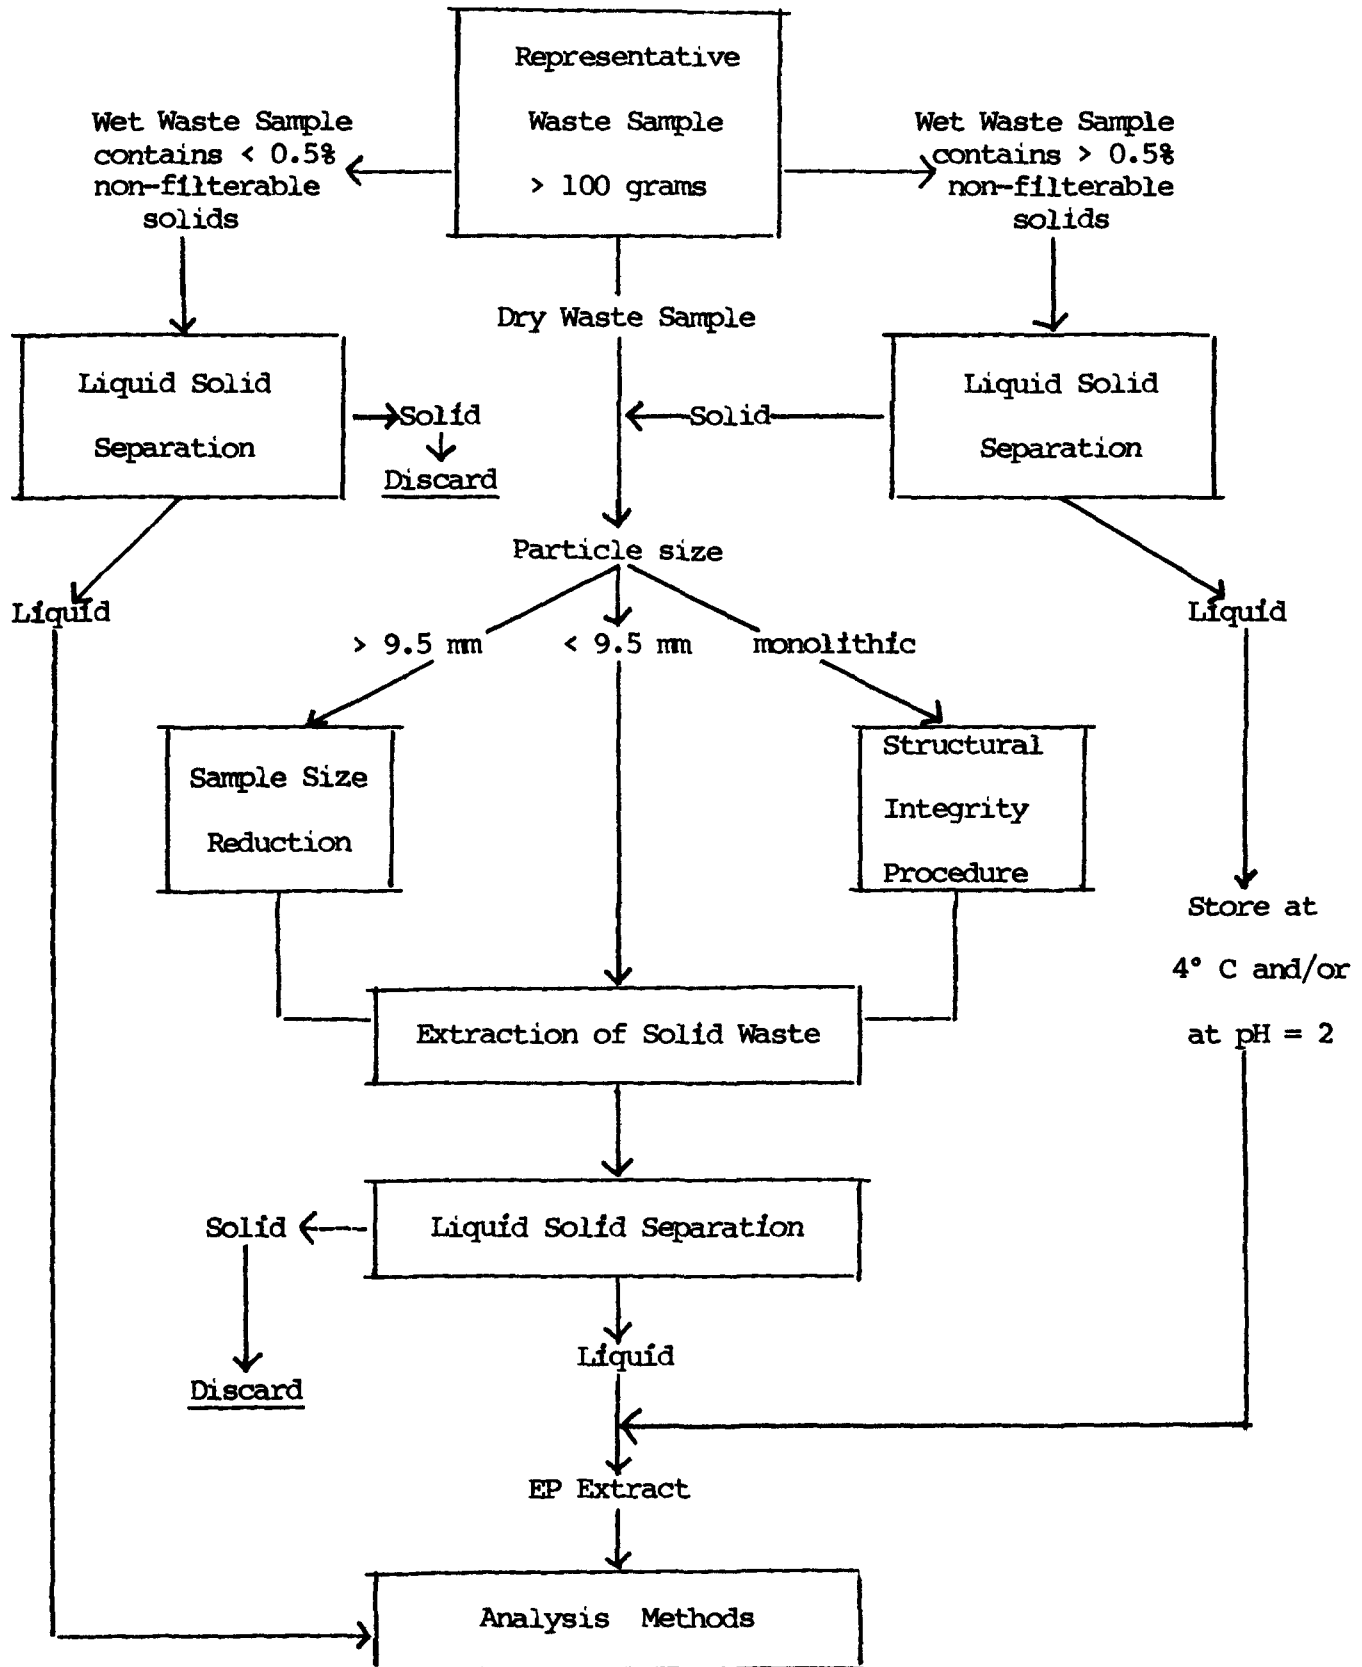 Representative
Waste Sample
> 100 grams
Wet Waste Sample
contains < 0.5%
non-filterable
solids
Wet Waste Sample
contains > 0.5%
non-filterable
solids
Dry Waste Sample
Liquid Solid
Separation
Solid
Discard
Solid
Liquid Solid
Separation
Particle size
Liquid
Liquid
> 9.5 mm
< 9.5 mm
monolithic
Sample Size
Reduction
Structural
Integrity
Procedure
Store at
4° C and/or
at pH = 2
Extraction of Solid Waste
Solid
Liquid Solid Separation
Discard
Liquid
EP Extract
Analysis Methods